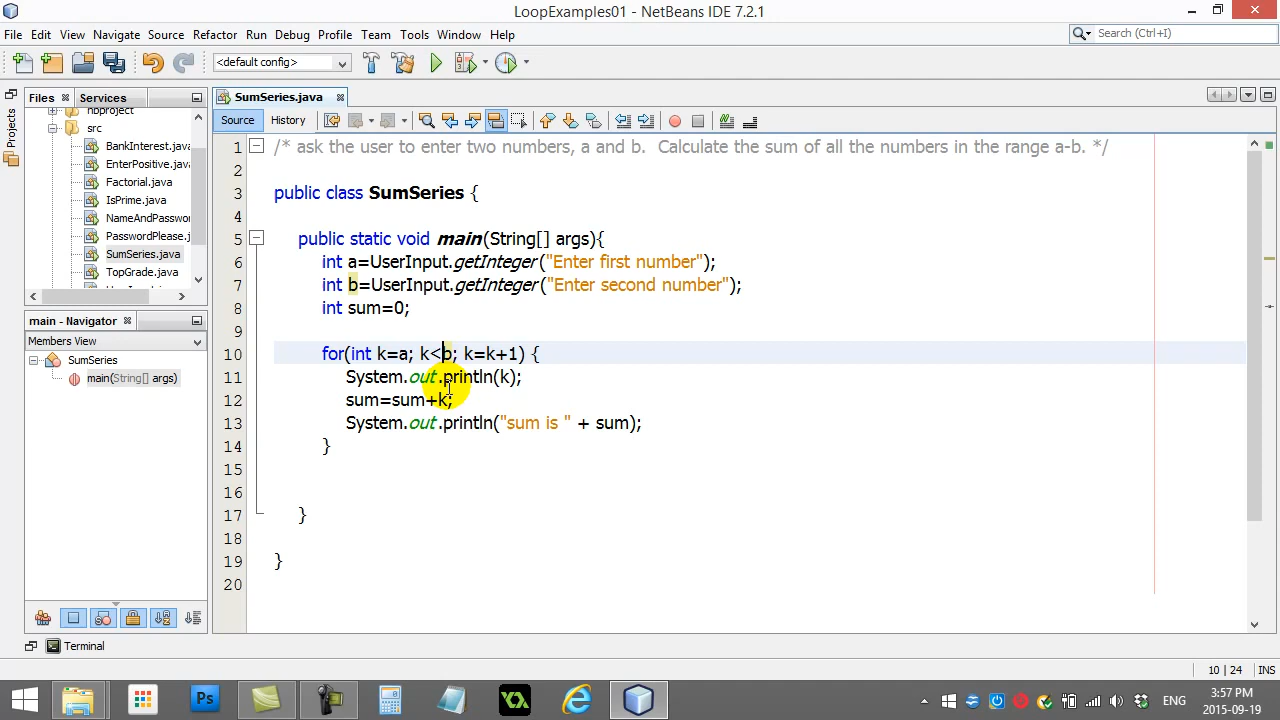 LoopExamples01 - NetBeans IDE 7.2.1
File Edit View Navigate Source Refactor Run Debug Profile Team Tools Window Help
Search (Ctrl+I)
<default config>
Files Services
SumSeries.java
Projects
Source History
nbproject
src
BankInterest.java
EnterPositive.java
Factorial.java
IsPrime.java
NameAndPassword
PasswordPlease.j
SumSeries.java
TopGrade.java
main - Navigator
Members View
SumSeries
main(String[] args)
1 /* ask the user to enter two numbers, a and b.  Calculate the sum of all the numbers in the range a-b. */
2
3 public class SumSeries {
4
5 public static void main(String[] args){
6 int a=UserInput.getInteger("Enter first number");
7 int b=UserInput.getInteger("Enter second number");
8 int sum=0;
9
10 for(int k=a; k<b; k=k+1) {
11 System.out.println(k);
12 sum=sum+k;
13 System.out.println("sum is " + sum);
14 }
15
16
17 }
18
19 }
20
Terminal
10 | 24 INS
Ps
ENG
3:57 PM
2015-09-19